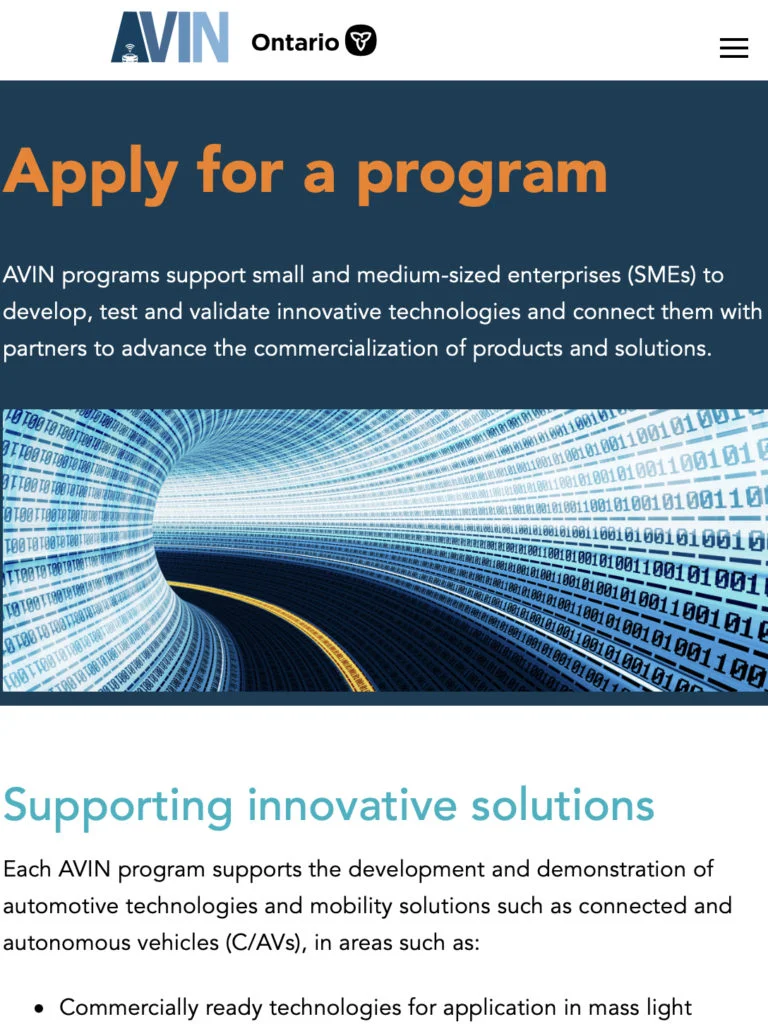 AVIN Ontario
Apply for a program
AVIN programs support small and medium-sized enterprises (SMEs) to
develop, test and validate innovative technologies and connect them with
partners to advance the commercialization of products and solutions.
Supporting innovative solutions
Each AVIN program supports the development and demonstration of
automotive technologies and mobility solutions such as connected and
autonomous vehicles (C/AVs), in areas such as:
• Commercially ready technologies for application in mass light